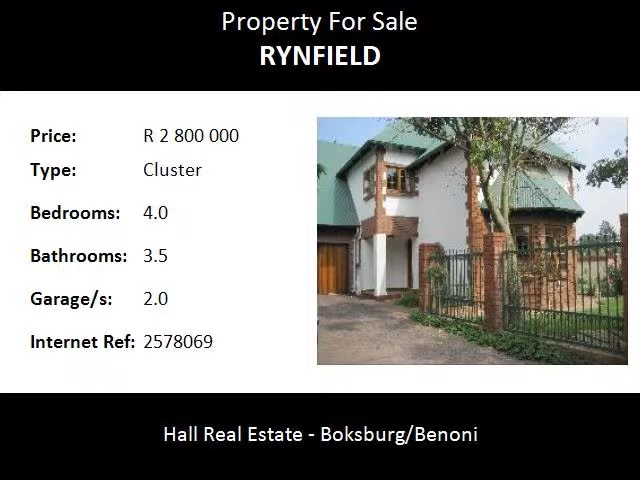 Property For Sale
RYNFIELD
Price: R 2 800 000
Type: Cluster
Bedrooms: 4.0
Bathrooms: 3.5
Garage/s: 2.0
Internet Ref: 2578069
Hall Real Estate - Boksburg/Benoni